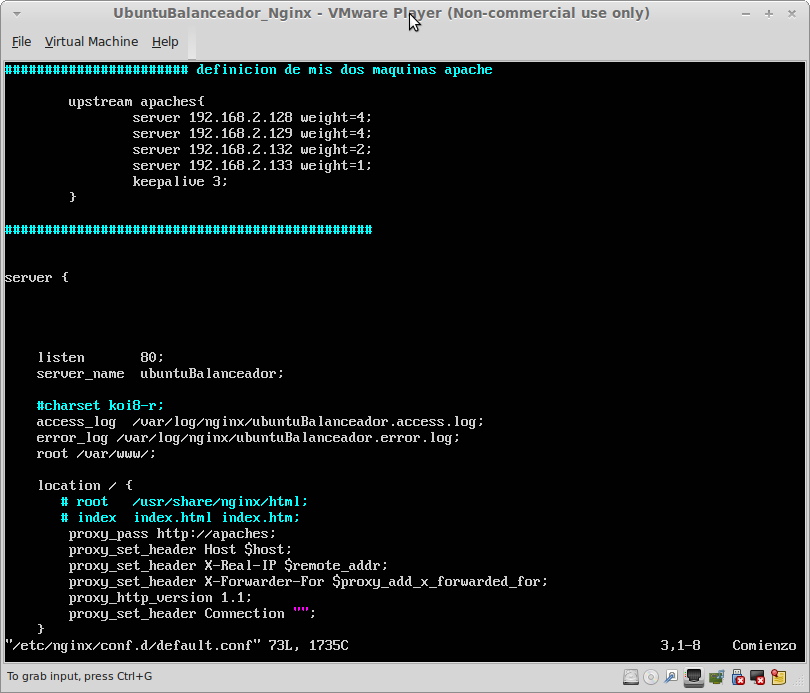 UbuntuBalanceador_Nginx - VMware Player (Non-commercial use only)
File Virtual Machine Help
####################### definicion de mis dos maquinas apache
upstream apaches{
server 192.168.2.128 weight=4;
server 192.168.2.129 weight=4;
server 192.168.2.132 weight=2;
server 192.168.2.133 weight=1;
keepalive 3;
}
##############################################
server {
listen 80;
server_name ubuntuBalanceador;
#charset koi8-r;
access_log /var/log/nginx/ubuntuBalanceador.access.log;
error_log /var/log/nginx/ubuntuBalanceador.error.log;
root /var/www/;
location / {
# root /usr/share/nginx/html;
# index index.html index.htm;
proxy_pass http://apaches;
proxy_set_header Host $host;
proxy_set_header X-Real-IP $remote_addr;
proxy_set_header X-Forwarder-For $proxy_add_x_forwarded_for;
proxy_http_version 1.1;
proxy_set_header Connection "";
}
"/etc/nginx/conf.d/default.conf" 73L, 1735C 3,1-8 Comienzo
To grab input, press Ctrl+G